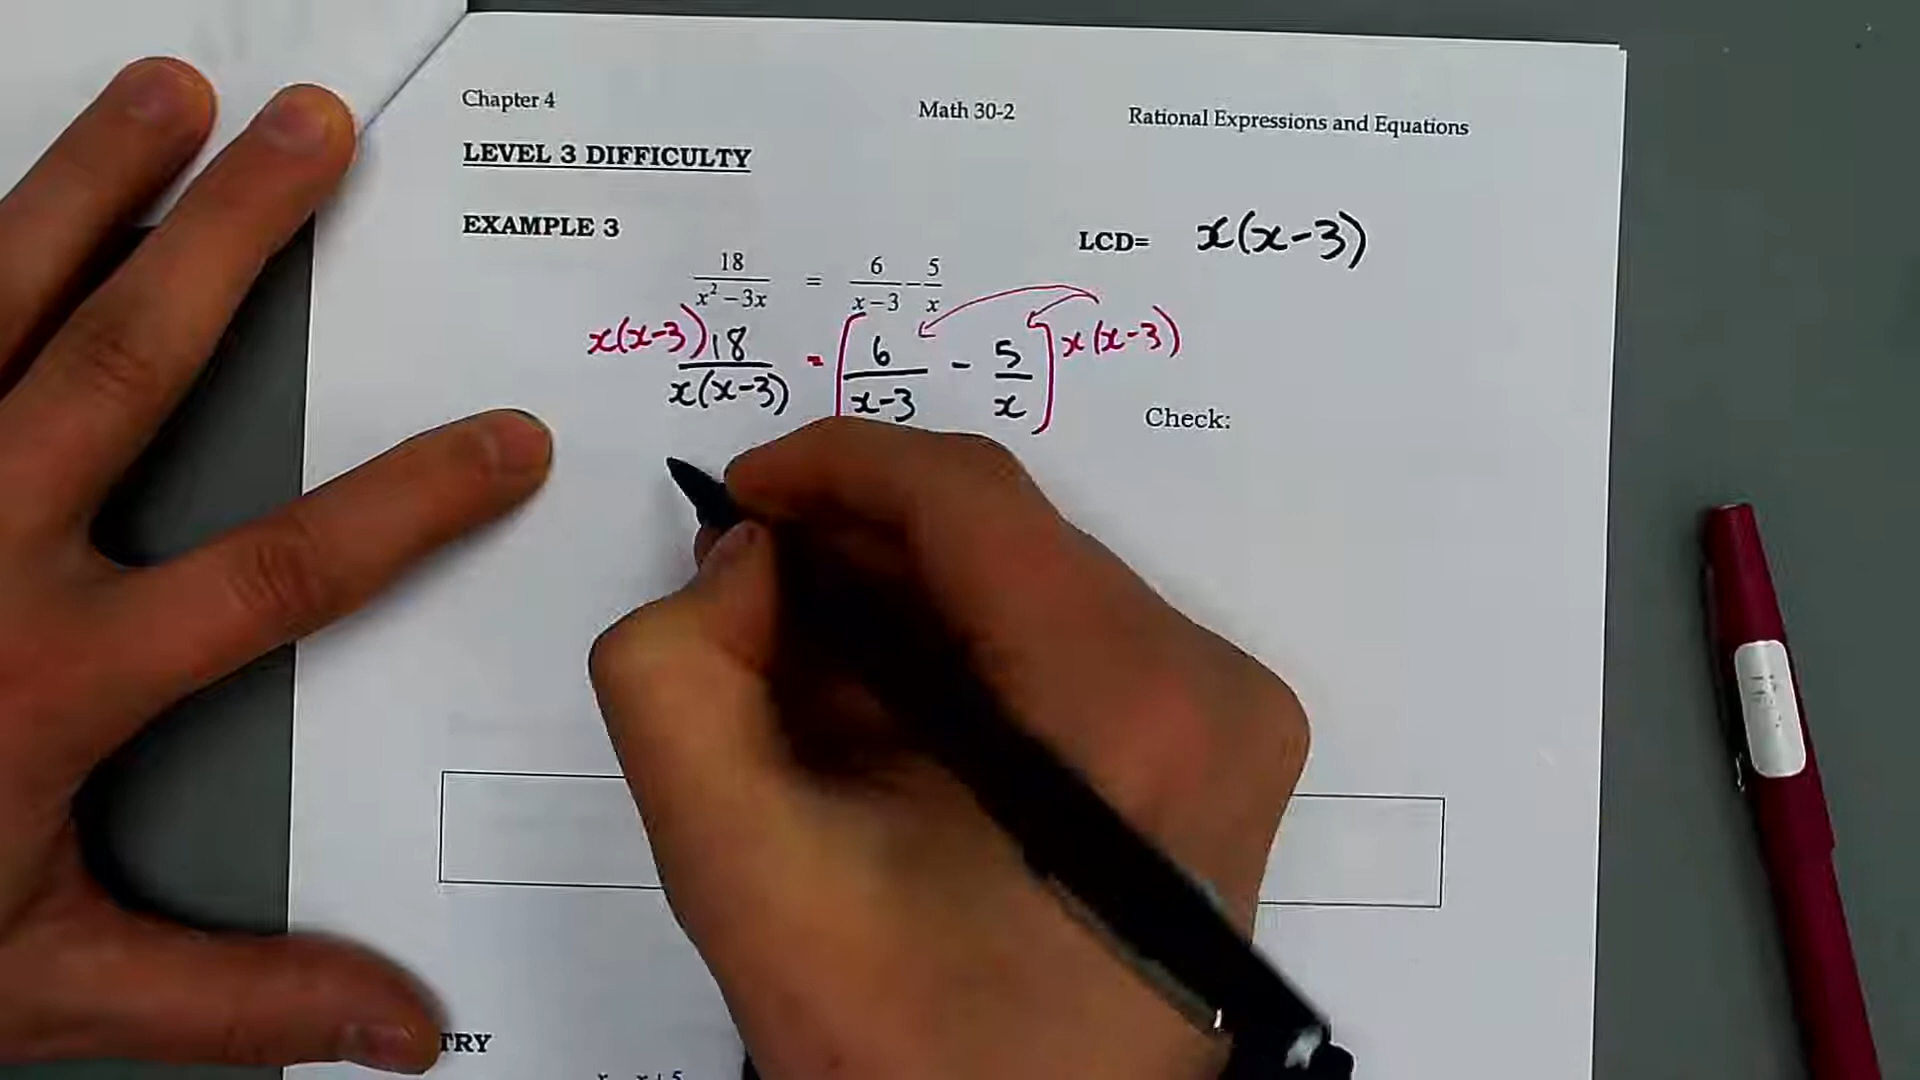 Chapter 4 Math 30-2 Rational Expressions and Equations
LEVEL 3 DIFFICULTY
EXAMPLE 3 LCD= x(x-3)
18/(x² − 3x) = 6/(x − 3) − 5/x
x(x-3) 18/(x(x-3)) = [6/(x-3) - 5/x] x(x-3)
Check:
TRY